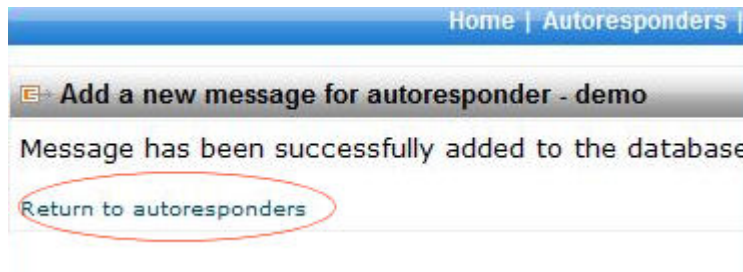 Home | Autoresponders |
Add a new message for autoresponder - demo
Message has been successfully added to the database
Return to autoresponders